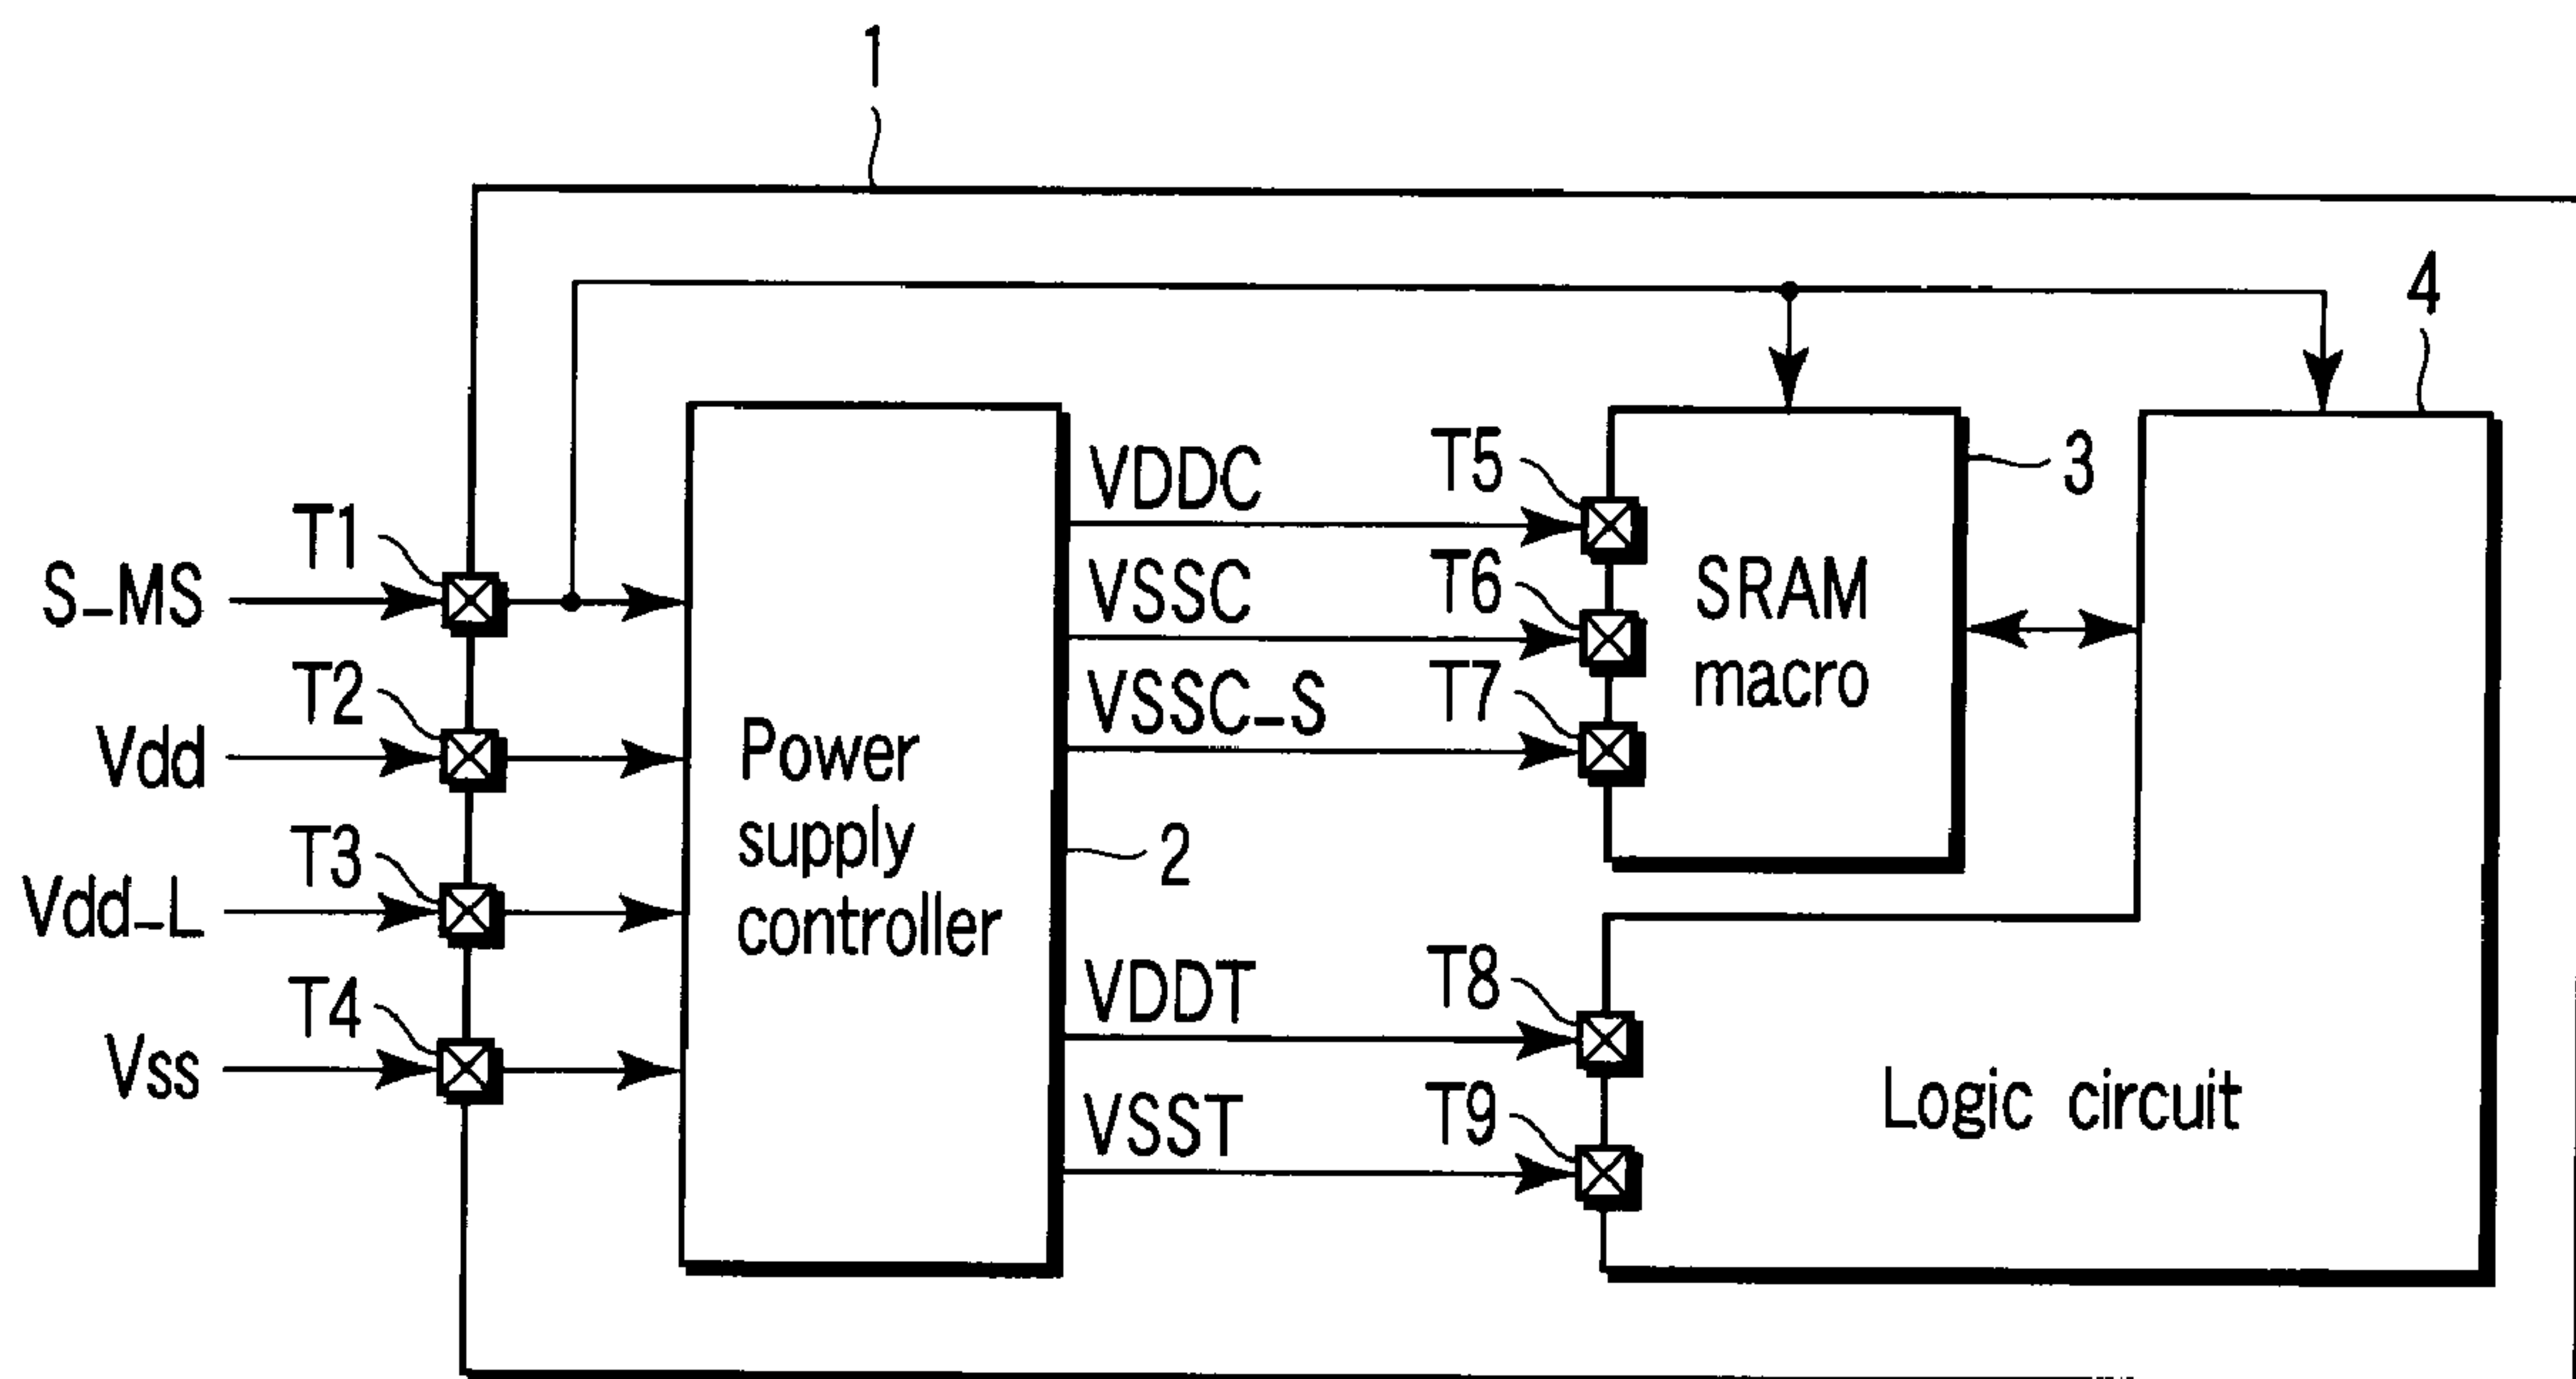 1
4
VDDC
T5
3
T1
S-MS
VSSC
T6
SRAM
macro
T2
Vdd
VSSC-S
T7
Power
supply
controller
2
T3
Vdd-L
T4
Vss
VDDT
T8
VSST
T9
Logic circuit